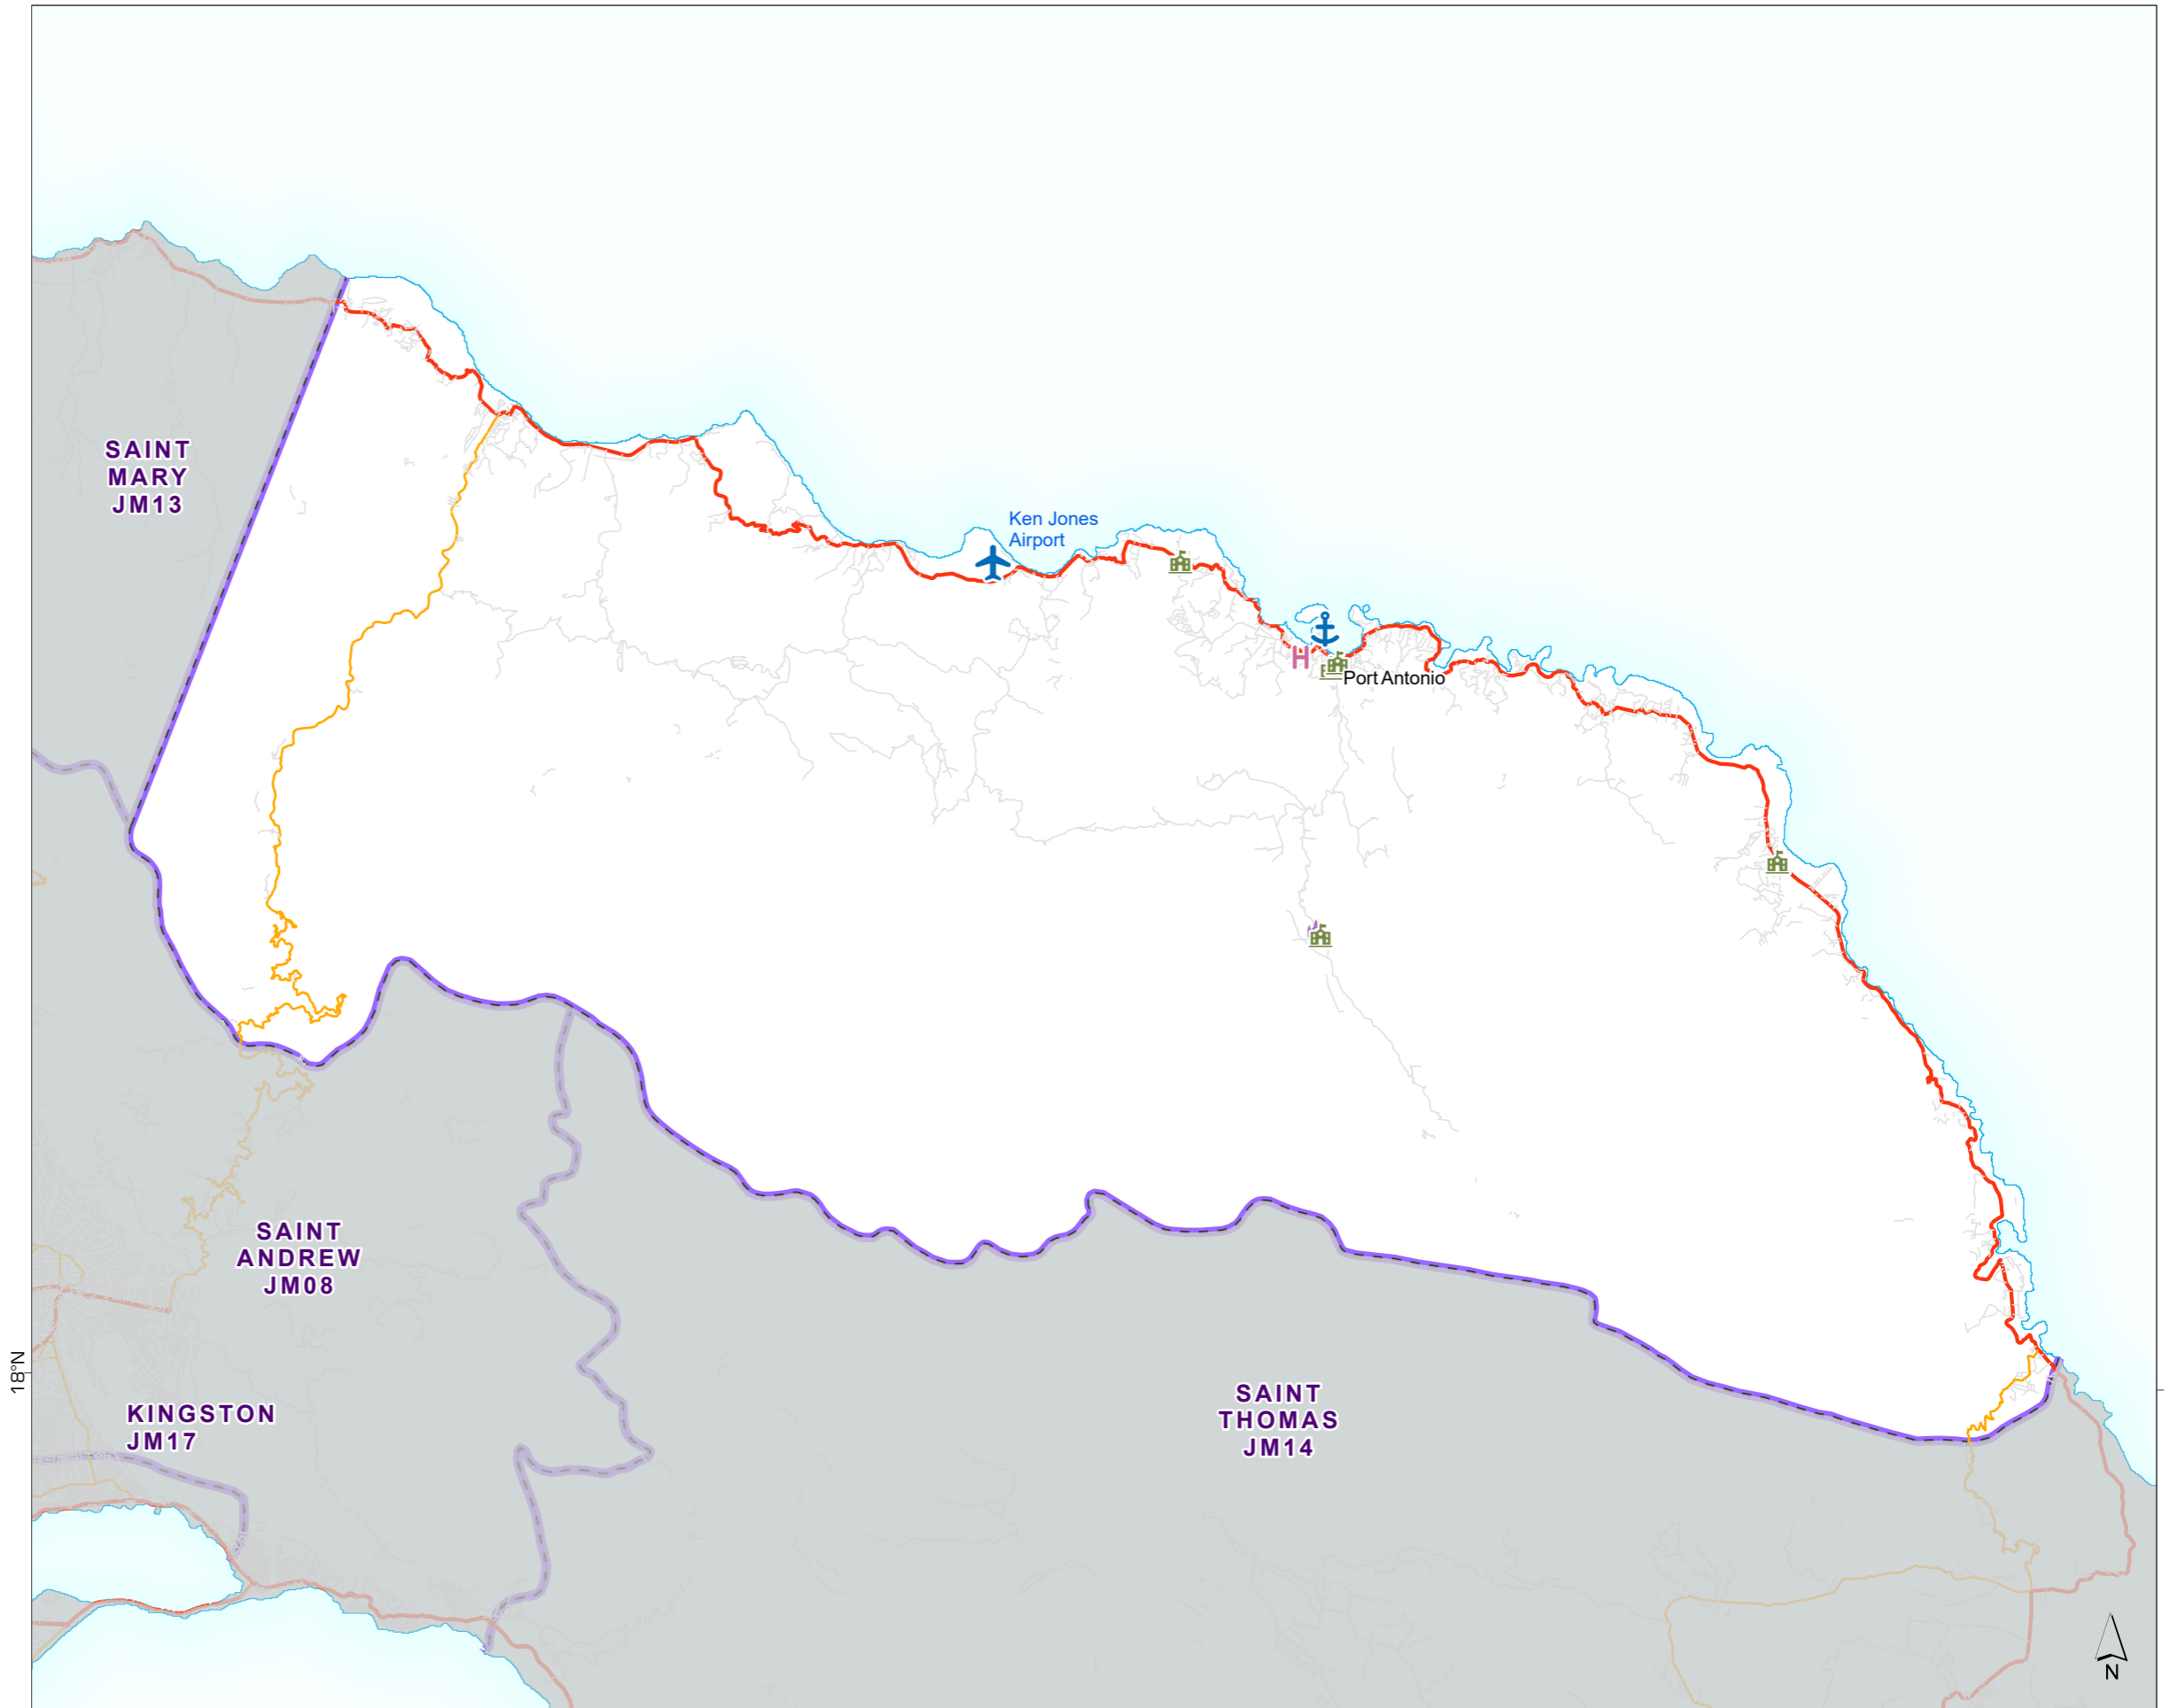 SAINT
MARY
JM13
Ken Jones
Airport
H
Port Antonio
SAINT
ANDREW
JM08
18°N
SAINT
THOMAS
JM14
KINGSTON
JM17
N